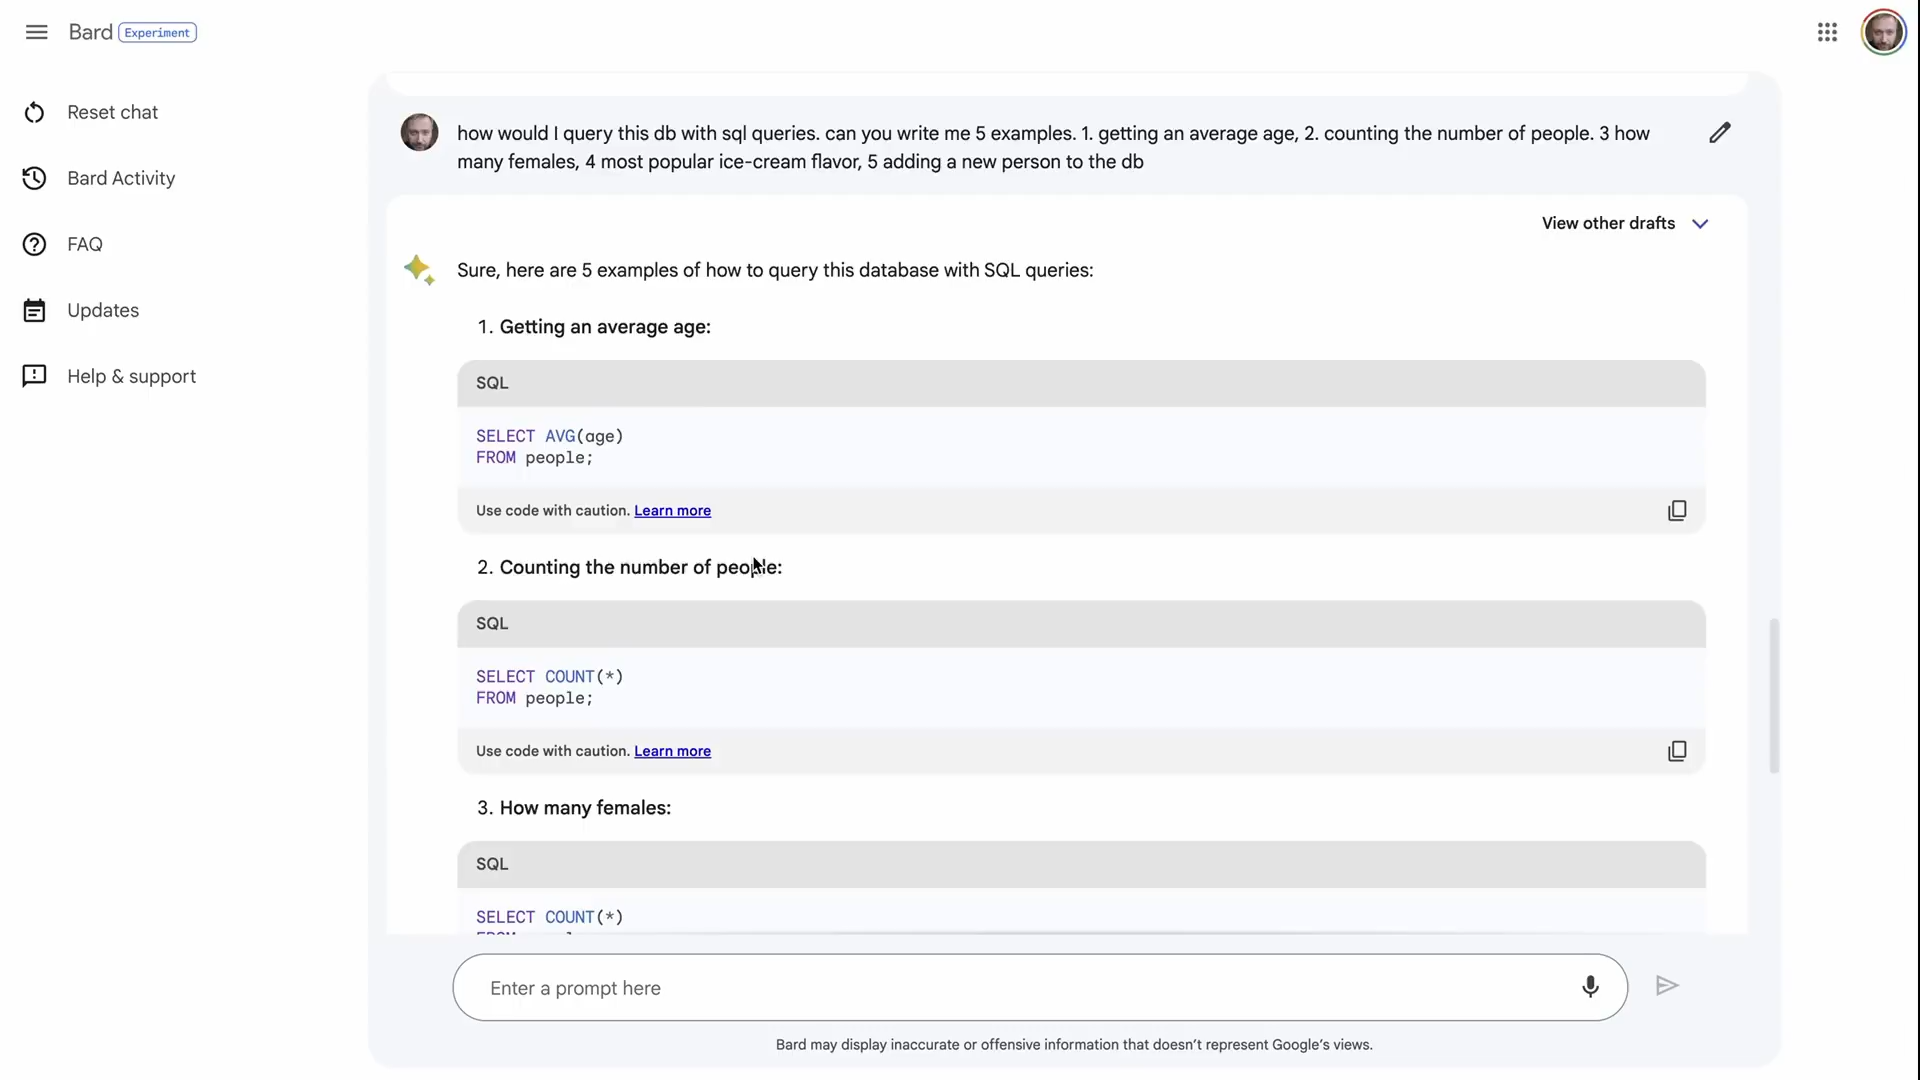 Bard Experiment
Reset chat
Bard Activity
FAQ
Updates
Help & support
how would I query this db with sql queries. can you write me 5 examples. 1. getting an average age, 2. counting the number of people. 3 how
many females, 4 most popular ice-cream flavor, 5 adding a new person to the db
View other drafts
Sure, here are 5 examples of how to query this database with SQL queries:
1. Getting an average age:
SQL
SELECT AVG(age)
FROM people;
Use code with caution. Learn more
2. Counting the number of people:
SQL
SELECT COUNT(*)
FROM people;
Use code with caution. Learn more
3. How many females:
SQL
SELECT COUNT(*)
Enter a prompt here
Bard may display inaccurate or offensive information that doesn't represent Google's views.